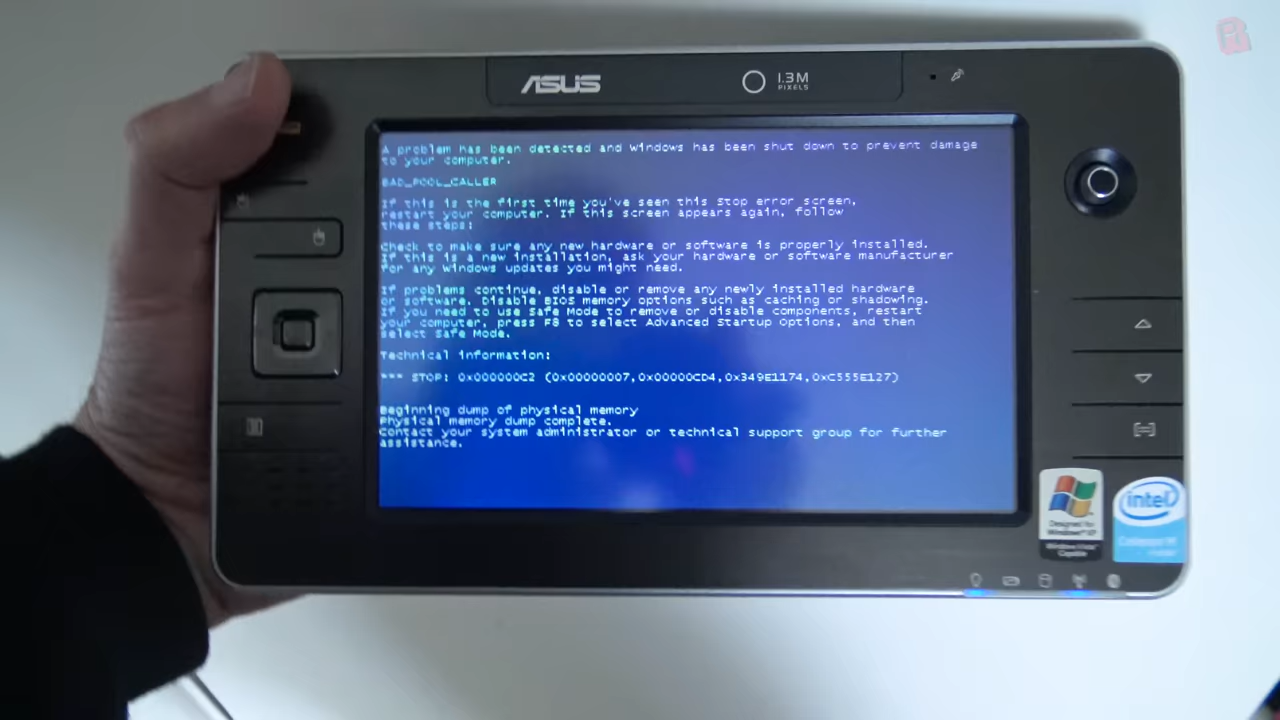 ASUS
1.3M
PIXELS
A problem has been detected and Windows has been shut down to prevent damage
to your computer.
BAD_POOL_CALLER
If this is the first time you've seen this Stop error screen,
restart your computer. If this screen appears again, follow
these steps:
Check to make sure any new hardware or software is properly installed.
If this is a new installation, ask your hardware or software manufacturer
for any Windows updates you might need.
If problems continue, disable or remove any newly installed hardware
or software. Disable BIOS memory options such as caching or shadowing.
If you need to use Safe Mode to remove or disable components, restart
your computer, press F8 to select Advanced Startup Options, and then
select Safe Mode.
Technical information:
*** STOP: 0x000000C2 (0x00000007,0x00000CD4,0x349E1174,0xC555E127)
Beginning dump of physical memory
Physical memory dump complete.
Contact your system administrator or technical support group for further
assistance.
Designed for
Windows XP
Windows Vista
Capable
intel
Celeron M